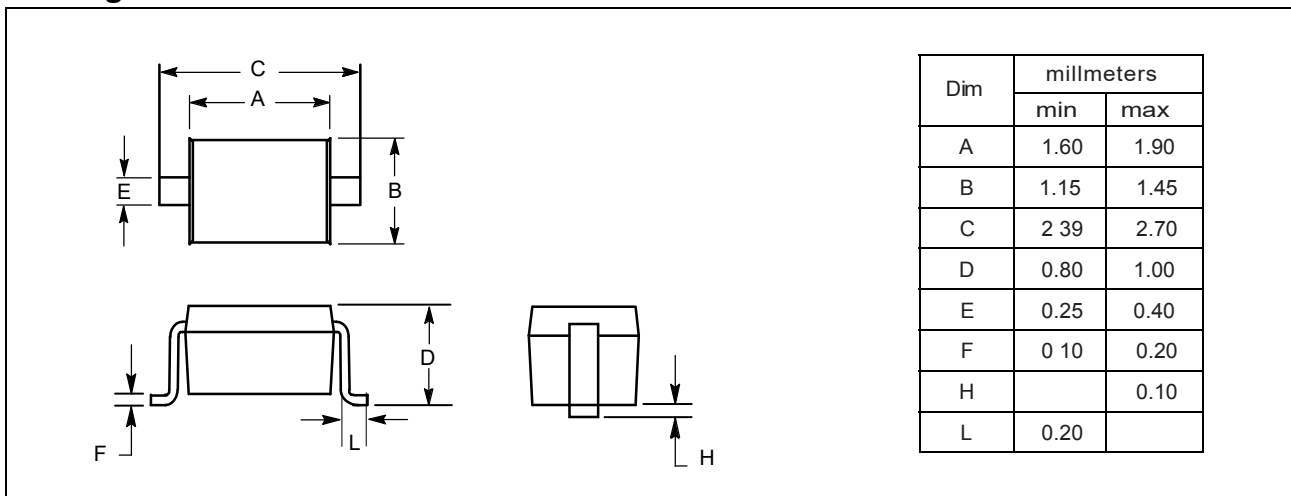 C
A
E
B
D
F
L
H
Dim millmeters
min max
A 1.60 1.90
B 1.15 1.45
C 2 39 2.70
D 0.80 1.00
E 0.25 0.40
F 0 10 0.20
H 0.10
L 0.20